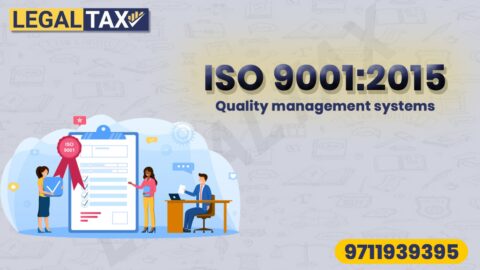 LEGAL TAX
ISO 9001:2015
Quality management systems
ISO
9001
9711939395